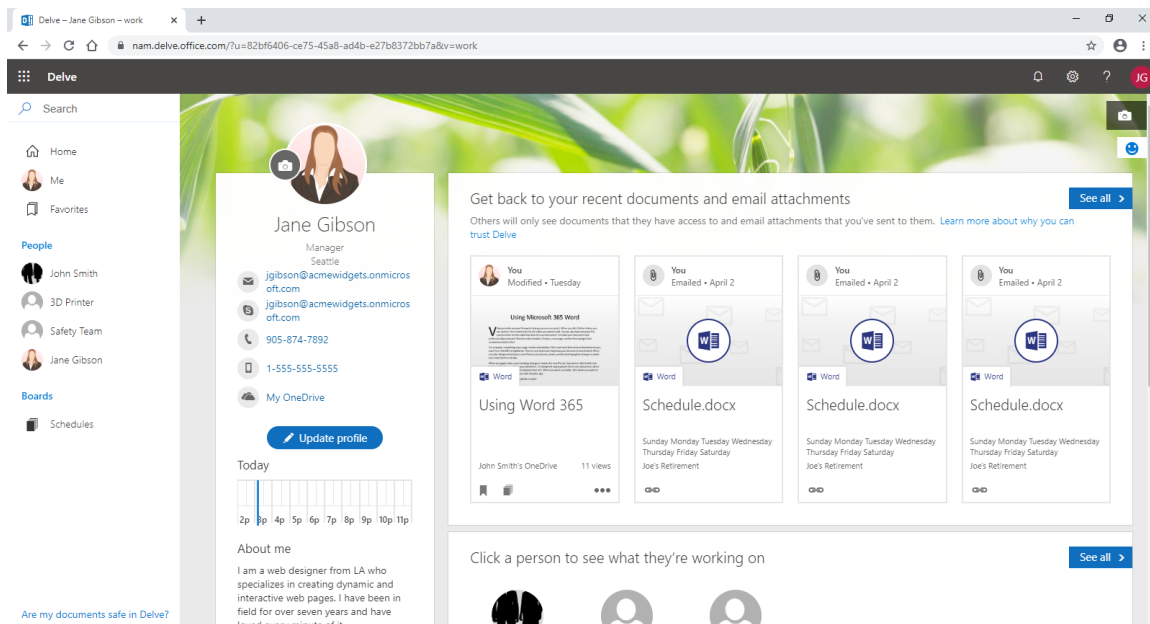 Delve – Jane Gibson – work
nam.delve.office.com/?u=82bf6406-ce75-45a8-ad4b-e27b8372bb7a&v=work
Delve
JG
Search
Home
Me
Favorites
People
John Smith
3D Printer
Safety Team
Jane Gibson
Boards
Schedules
Are my documents safe in Delve?
Jane Gibson
Manager
Seattle
jgibson@acmewidgets.onmicros
oft.com
jgibson@acmewidgets.onmicros
oft.com
905-874-7892
1-555-555-5555
My OneDrive
Update profile
Today
2p 3p 4p 5p 6p 7p 8p 9p 10p 11p
About me
I am a web designer from LA who
specializes in creating dynamic and
interactive web pages. I have been in
field for over seven years and have
loved every minute of it
Get back to your recent documents and email attachments
See all
Others will only see documents that they have access to and email attachments that you've sent to them. Learn more about why you can
trust Delve
You
Modified • Tuesday
Using Microsoft 365 Word
Word
Using Word 365
John Smith's OneDrive 11 views
You
Emailed • April 2
Word
Schedule.docx
Sunday Monday Tuesday Wednesday
Thursday Friday Saturday
Joe's Retirement
You
Emailed • April 2
Word
Schedule.docx
Sunday Monday Tuesday Wednesday
Thursday Friday Saturday
Joe's Retirement
You
Emailed • April 2
Word
Schedule.docx
Sunday Monday Tuesday Wednesday
Thursday Friday Saturday
Joe's Retirement
Click a person to see what they're working on
See all